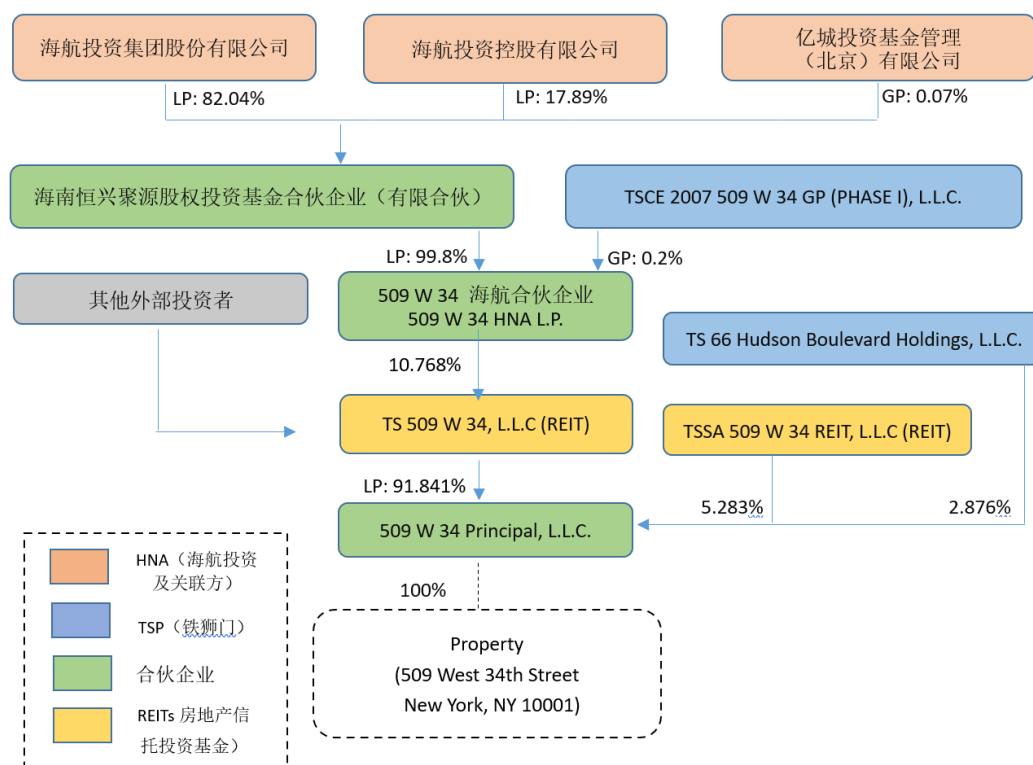 海航投资集团股份有限公司
海航投资控股有限公司
亿城投资基金管理
（北京）有限公司
LP: 82.04%
LP: 17.89%
GP: 0.07%
海南恒兴聚源股权投资基金合伙企业（有限合伙）
TSCE 2007 509 W 34 GP (PHASE I), L.L.C.
LP: 99.8%
GP: 0.2%
其他外部投资者
509 W 34 海航合伙企业
509 W 34 HNA L.P.
TS 66 Hudson Boulevard Holdings, L.L.C.
10.768%
TS 509 W 34, L.L.C (REIT)
TSSA 509 W 34 REIT, L.L.C (REIT)
LP: 91.841%
5.283%
2.876%
509 W 34 Principal, L.L.C.
100%
Property
(509 West 34th Street
New York, NY 10001)
HNA（海航投资
及关联方）
TSP（铁狮门）
合伙企业
REITs 房地产信
托投资基金）